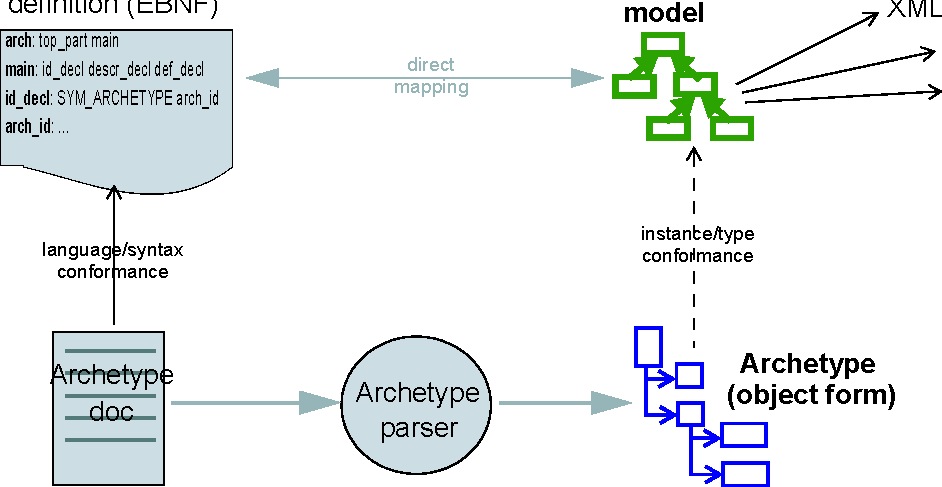 definition (EBNF)
model
XML
arch: top_part main
main: id_decl descr_decl def_decl
id_decl: SYM_ARCHETYPE arch_id
arch_id: ...
direct
mapping
language/syntax
conformance
instance/type
conformance
Archetype
doc
Archetype
parser
Archetype
(object form)